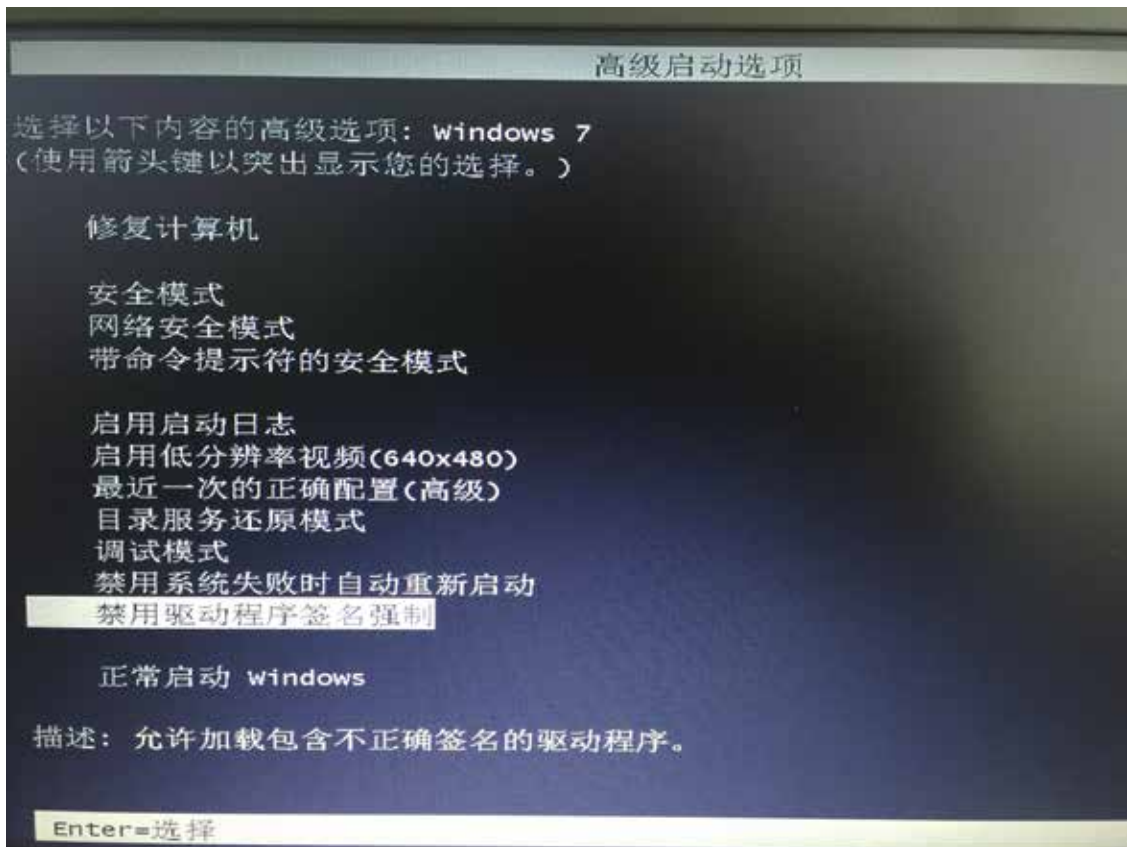 高级启动选项
选择以下内容的高级选项: Windows 7
(使用箭头键以突出显示您的选择。)
修复计算机
安全模式
网络安全模式
带命令提示符的安全模式
启用启动日志
启用低分辨率视频(640x480)
最近一次的正确配置(高级)
目录服务还原模式
调试模式
禁用系统失败时自动重新启动
禁用驱动程序签名强制
正常启动 Windows
描述: 允许加载包含不正确签名的驱动程序。
Enter=选择